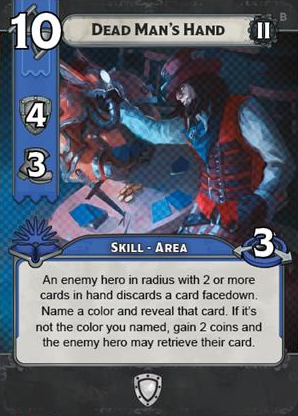 10
DEAD MAN'S HAND
II
B
4
3
SKILL - AREA
3
An enemy hero in radius with 2 or more
cards in hand discards a card facedown.
Name a color and reveal that card. If it's
not the color you named, gain 2 coins and
the enemy hero may retrieve their card.